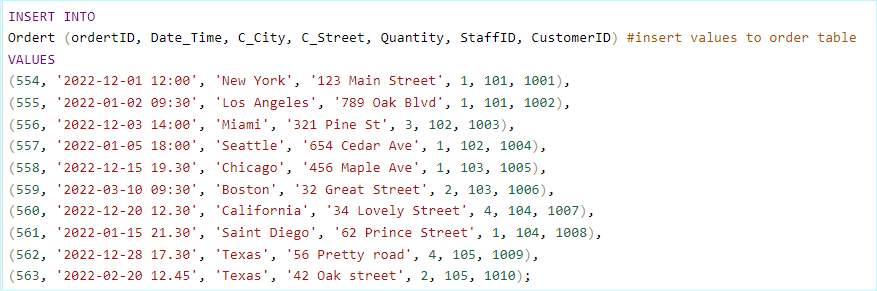 INSERT INTO
Ordert (ordertID, Date_Time, C_City, C_Street, Quantity, StaffID, CustomerID) #insert values to order table
VALUES
(554, '2022-12-01 12:00', 'New York', '123 Main Street', 1, 101, 1001),
(555, '2022-01-02 09:30', 'Los Angeles', '789 Oak Blvd', 1, 101, 1002),
(556, '2022-12-03 14:00', 'Miami', '321 Pine St', 3, 102, 1003),
(557, '2022-01-05 18:00', 'Seattle', '654 Cedar Ave', 1, 102, 1004),
(558, '2022-12-15 19.30', 'Chicago', '456 Maple Ave', 1, 103, 1005),
(559, '2022-03-10 09:30', 'Boston', '32 Great Street', 2, 103, 1006),
(560, '2022-12-20 12.30', 'California', '34 Lovely Street', 4, 104, 1007),
(561, '2022-01-15 21.30', 'Saint Diego', '62 Prince Street', 1, 104, 1008),
(562, '2022-12-28 17.30', 'Texas', '56 Pretty road', 4, 105, 1009),
(563, '2022-02-20 12.45', 'Texas', '42 Oak street', 2, 105, 1010);